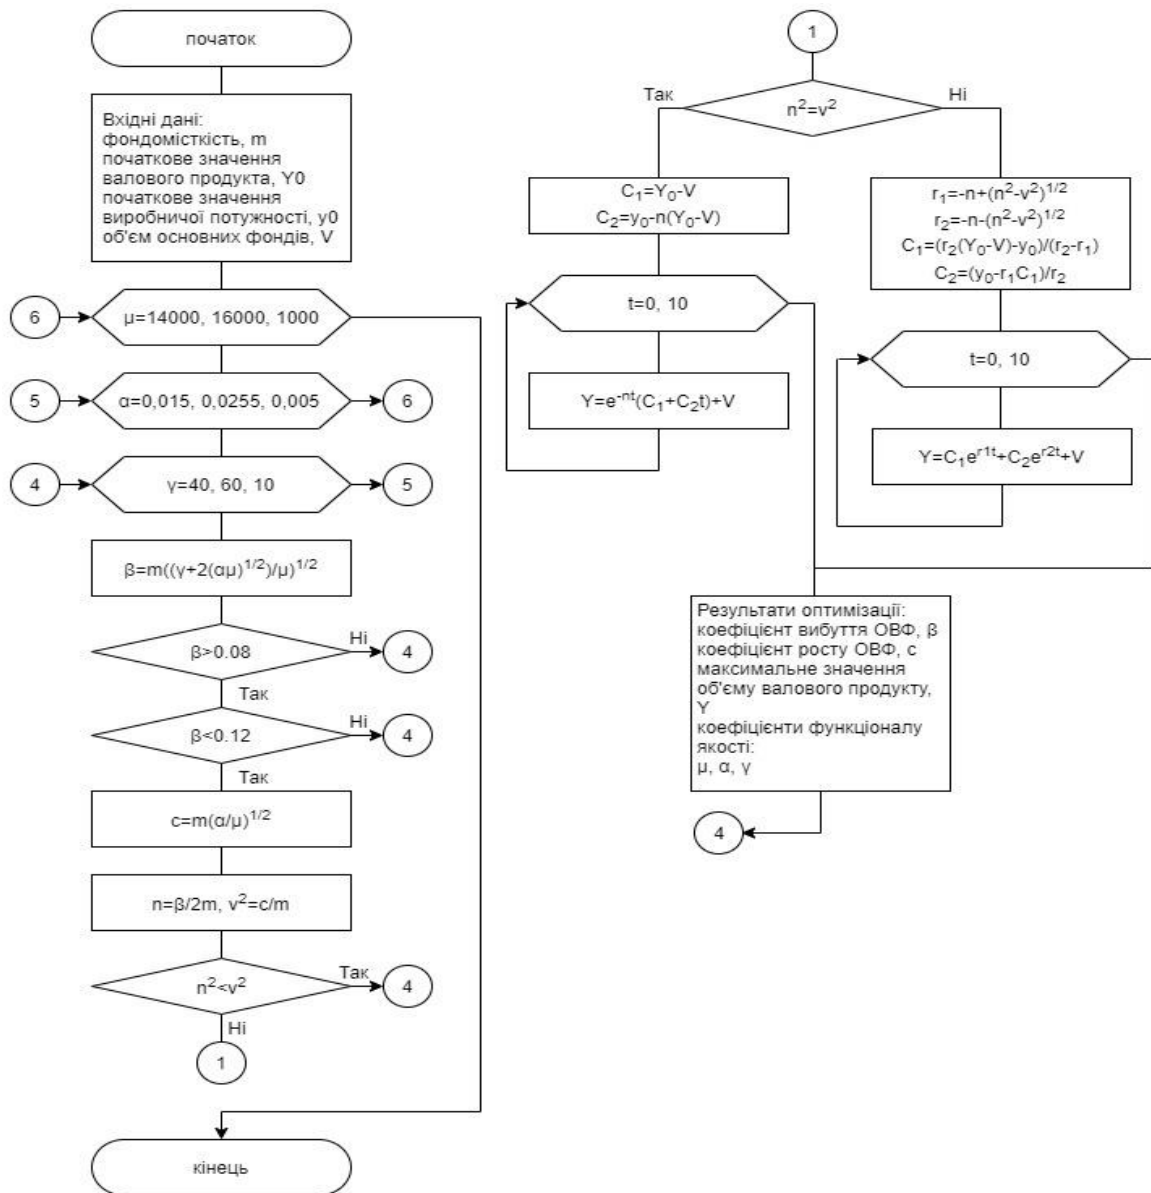 початок
Вхідні дані:
фондомісткість, m
початкове значення
валового продукта, Y0
початкове значення
виробничої потужності, y0
об'єм основних фондів, V
6
μ=14000, 16000, 1000
5
α=0,015, 0,0255, 0,005
6
4
γ=40, 60, 10
5
β=m((γ+2(αμ)^1/2)/μ)^1/2
β>0.08
Ні
4
Так
β<0.12
Ні
4
Так
c=m(α/μ)^1/2
n=β/2m, v²=c/m
n²<v²
Так
4
Ні
1
кінець
1
Так
n²=v²
Ні
C₁=Y₀-V
C₂=y₀-n(Y₀-V)
t=0, 10
Y=e^-nt(C₁+C₂t)+V
r₁=-n+(n²-v²)^1/2
r₂=-n-(n²-v²)^1/2
C₁=(r₂(Y₀-V)-y₀)/(r₂-r₁)
C₂=(y₀-r₁C₁)/r₂
t=0, 10
Y=C₁e^r1t+C₂e^r2t+V
Результати оптимізації:
коефіцієнт вибуття ОВФ, β
коефіцієнт росту ОВФ, с
максимальне значення
об'єму валового продукту,
Y
коефіцієнти функціоналу
якості:
μ, α, γ
4